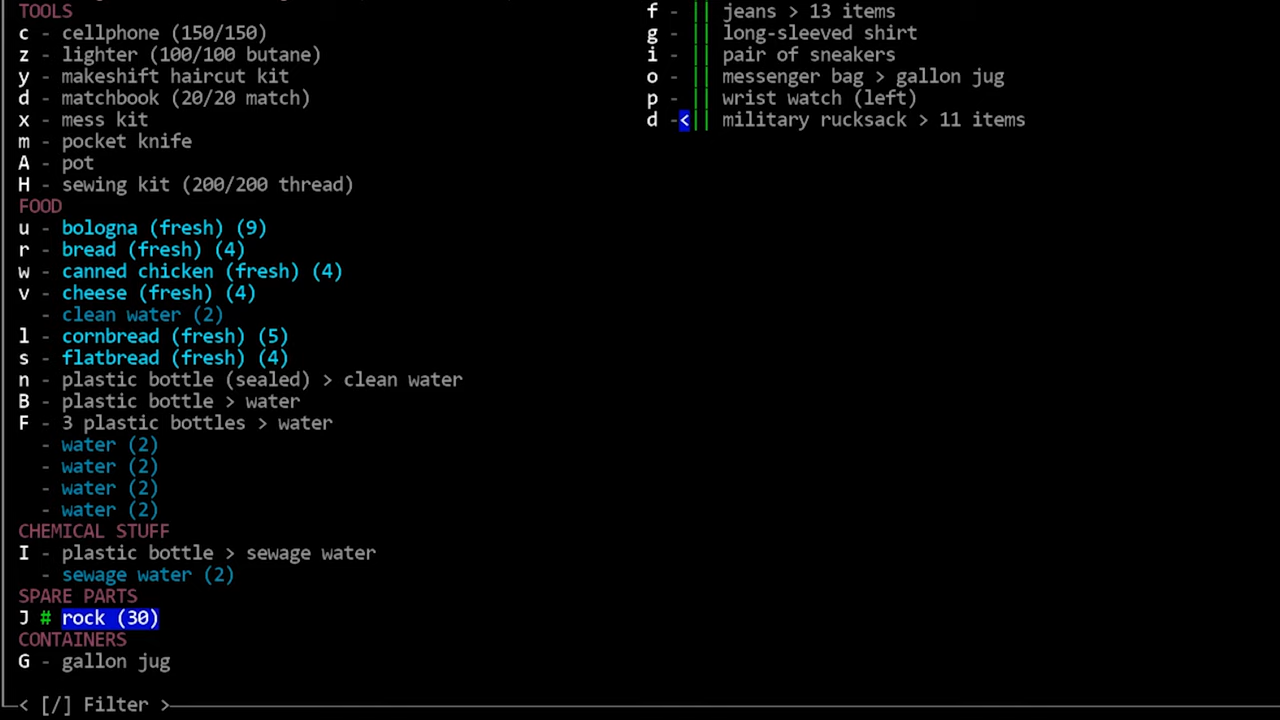 TOOLS
c - cellphone (150/150)
z - lighter (100/100 butane)
y - makeshift haircut kit
d - matchbook (20/20 match)
x - mess kit
m - pocket knife
A - pot
H - sewing kit (200/200 thread)
FOOD
u - bologna (fresh) (9)
r - bread (fresh) (4)
w - canned chicken (fresh) (4)
v - cheese (fresh) (4)
- clean water (2)
l - cornbread (fresh) (5)
s - flatbread (fresh) (4)
n - plastic bottle (sealed) > clean water
B - plastic bottle > water
F - 3 plastic bottles > water
- water (2)
- water (2)
- water (2)
- water (2)
CHEMICAL STUFF
I - plastic bottle > sewage water
- sewage water (2)
SPARE PARTS
J # rock (30)
CONTAINERS
G - gallon jug
< [/] Filter >
f - || jeans > 13 items
g - || long-sleeved shirt
i - || pair of sneakers
o - || messenger bag > gallon jug
p - || wrist watch (left)
d -<|| military rucksack > 11 items